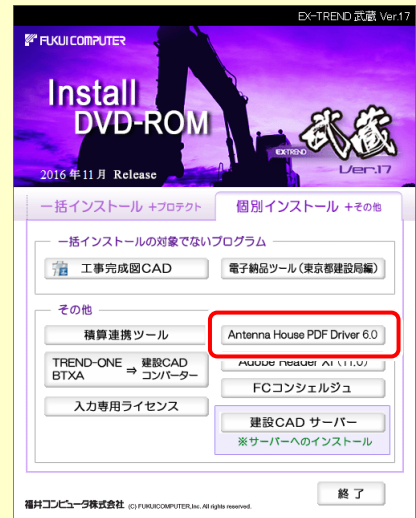 EX-TREND 武蔵 Ver.17
FUKUI COMPUTER
Install
DVD-ROM
EX-TREND
武蔵
Ver.17
2016年11月 Release
一括インストール +プロテクト
個別インストール +その他
一括インストールの対象でないプログラム
工事完成図CAD
電子納品ツール(東京都建設局編)
その他
積算連携ツール
Antenna House PDF Driver 6.0
TREND-ONE ⇒ 建設CAD
BTXA コンバーター
Adobe Reader XI (11.0)
FCコンシェルジュ
入力専用ライセンス
建設CAD サーバー
※サーバーへのインストール
終 了
福井コンピュータ株式会社 (C) FUKUICOMPUTER,Inc. All rights reserved.